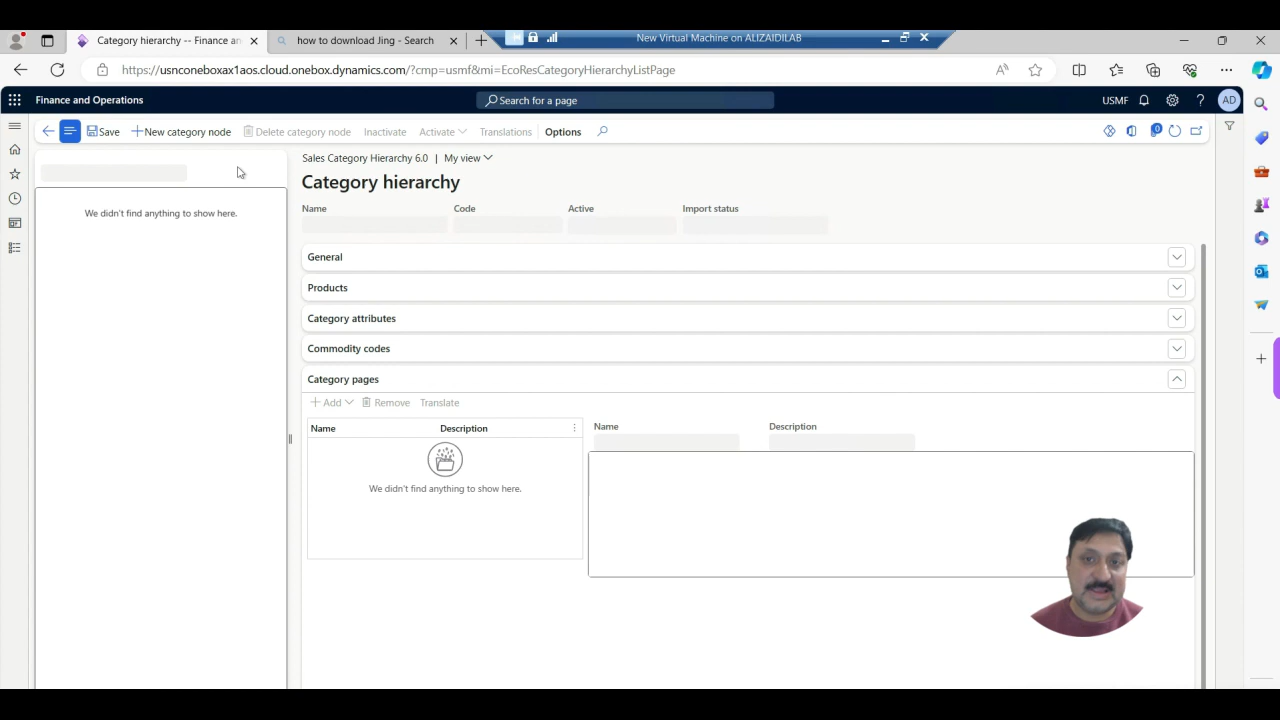 Category hierarchy -- Finance an
how to download Jing - Search
New Virtual Machine on ALIZAIDILAB
https://usnconeboxax1aos.cloud.onebox.dynamics.com/?cmp=usmf&mi=EcoResCategoryHierarchyListPage
Finance and Operations
Search for a page
USMF
AD
Save
New category node
Delete category node
Inactivate
Activate
Translations
Options
0
Sales Category Hierarchy 6.0 | My view
Category hierarchy
Name Code Active Import status
We didn't find anything to show here.
General
Products
Category attributes
Commodity codes
Category pages
Add Remove Translate
Name Description
We didn't find anything to show here.
Name Description